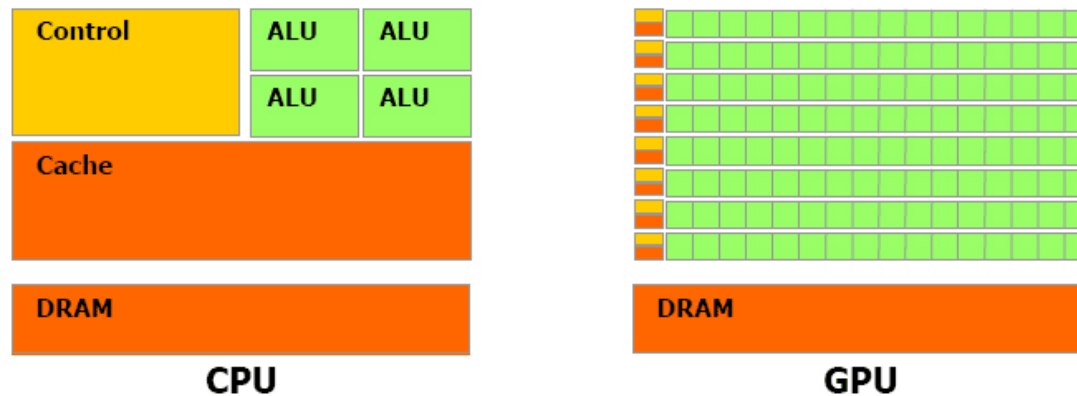 Control
ALU ALU
ALU ALU
Cache
DRAM
CPU
DRAM
GPU